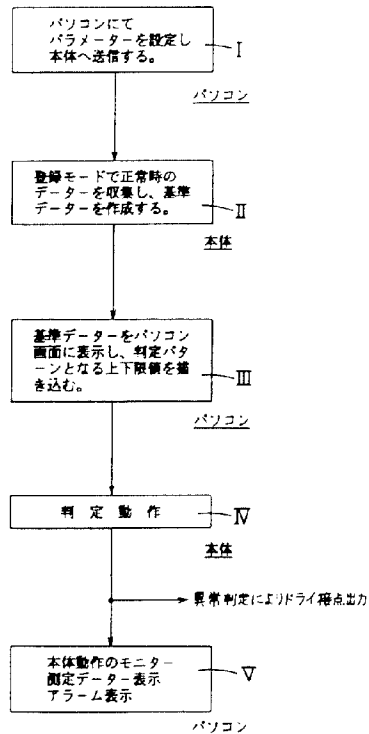 パソコンにて
パラメーターを設定し
本体へ送信する。
I
パソコン
登録モードで正常時の
データーを収集し、基準
データーを作成する。
II
本体
基準データーをパソコン
画面に表示し、判定パタ
ーンとなる上下限値を描
き込む。
III
パソコン
判定動作
IV
本体
異常判定によりドライ接点出力
本体動作のモニター
測定データー表示
アラーム表示
V
パソコン